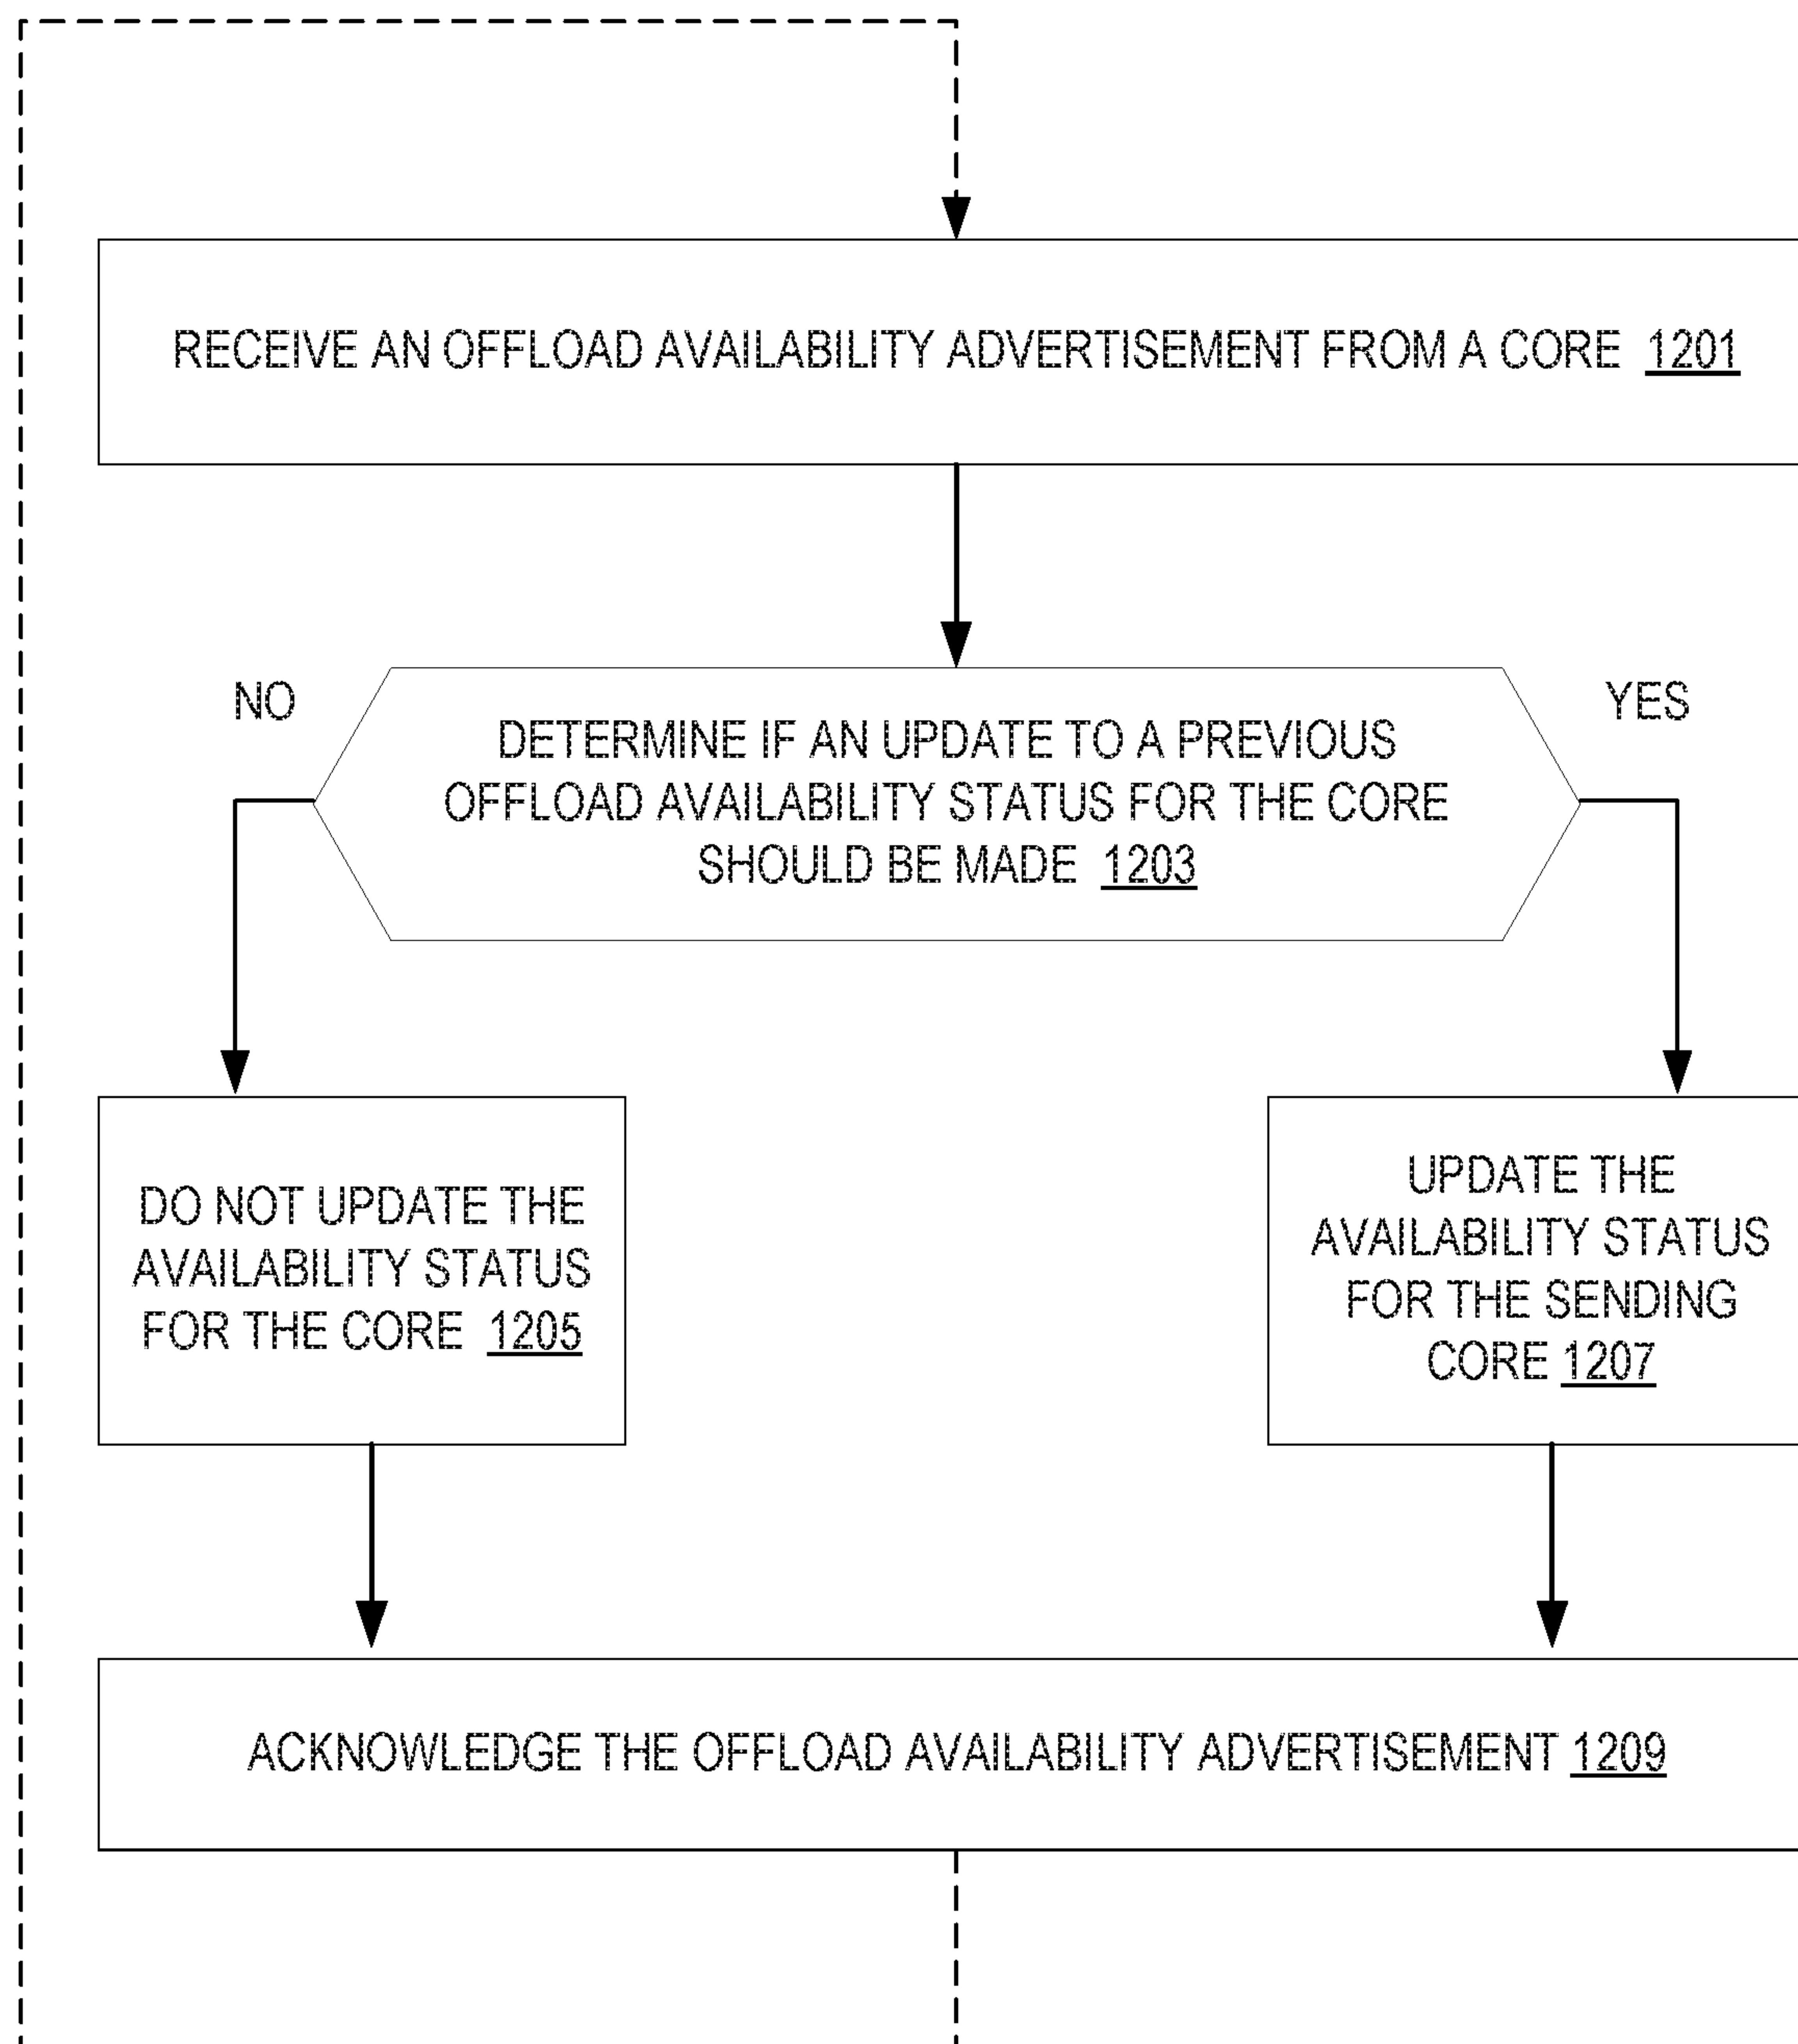 RECEIVE AN OFFLOAD AVAILABILITY ADVERTISEMENT FROM A CORE 1201
NO
YES
DETERMINE IF AN UPDATE TO A PREVIOUS
OFFLOAD AVAILABILITY STATUS FOR THE CORE
SHOULD BE MADE 1203
DO NOT UPDATE THE
AVAILABILITY STATUS
FOR THE CORE 1205
UPDATE THE
AVAILABILITY STATUS
FOR THE SENDING
CORE 1207
ACKNOWLEDGE THE OFFLOAD AVAILABILITY ADVERTISEMENT 1209